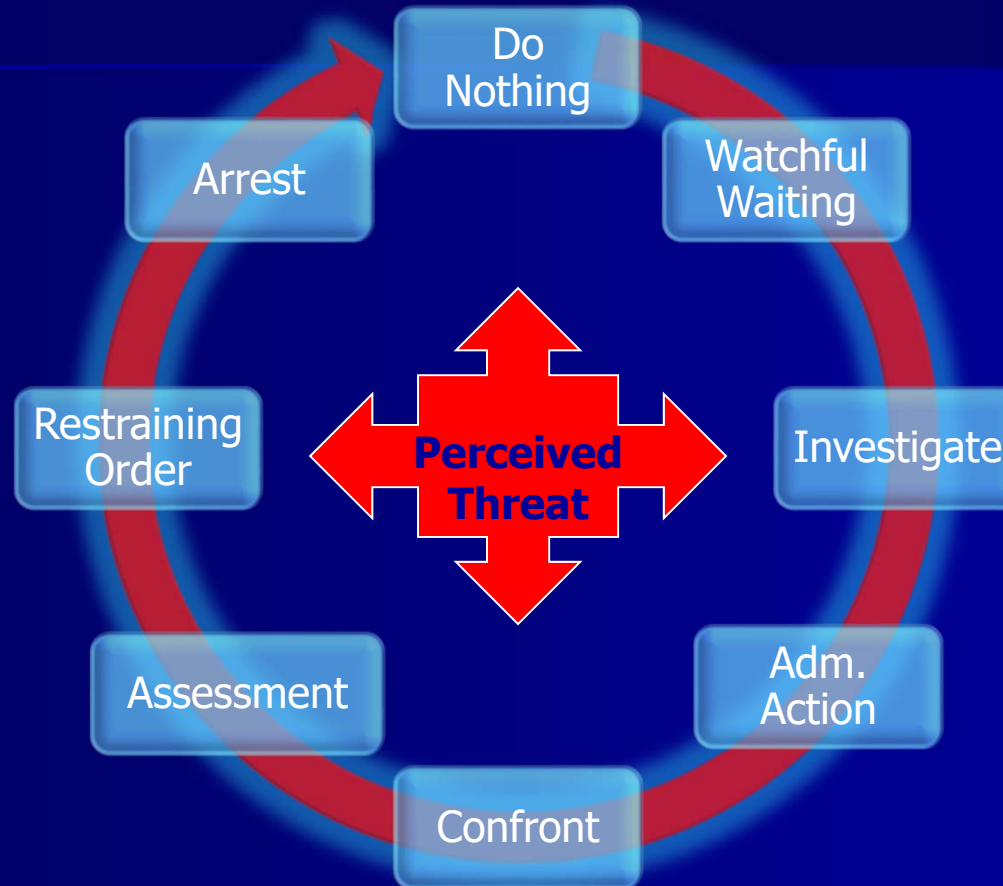 Do
Nothing
Watchful
Waiting
Investigate
Adm.
Action
Confront
Assessment
Restraining
Order
Arrest
Perceived
Threat